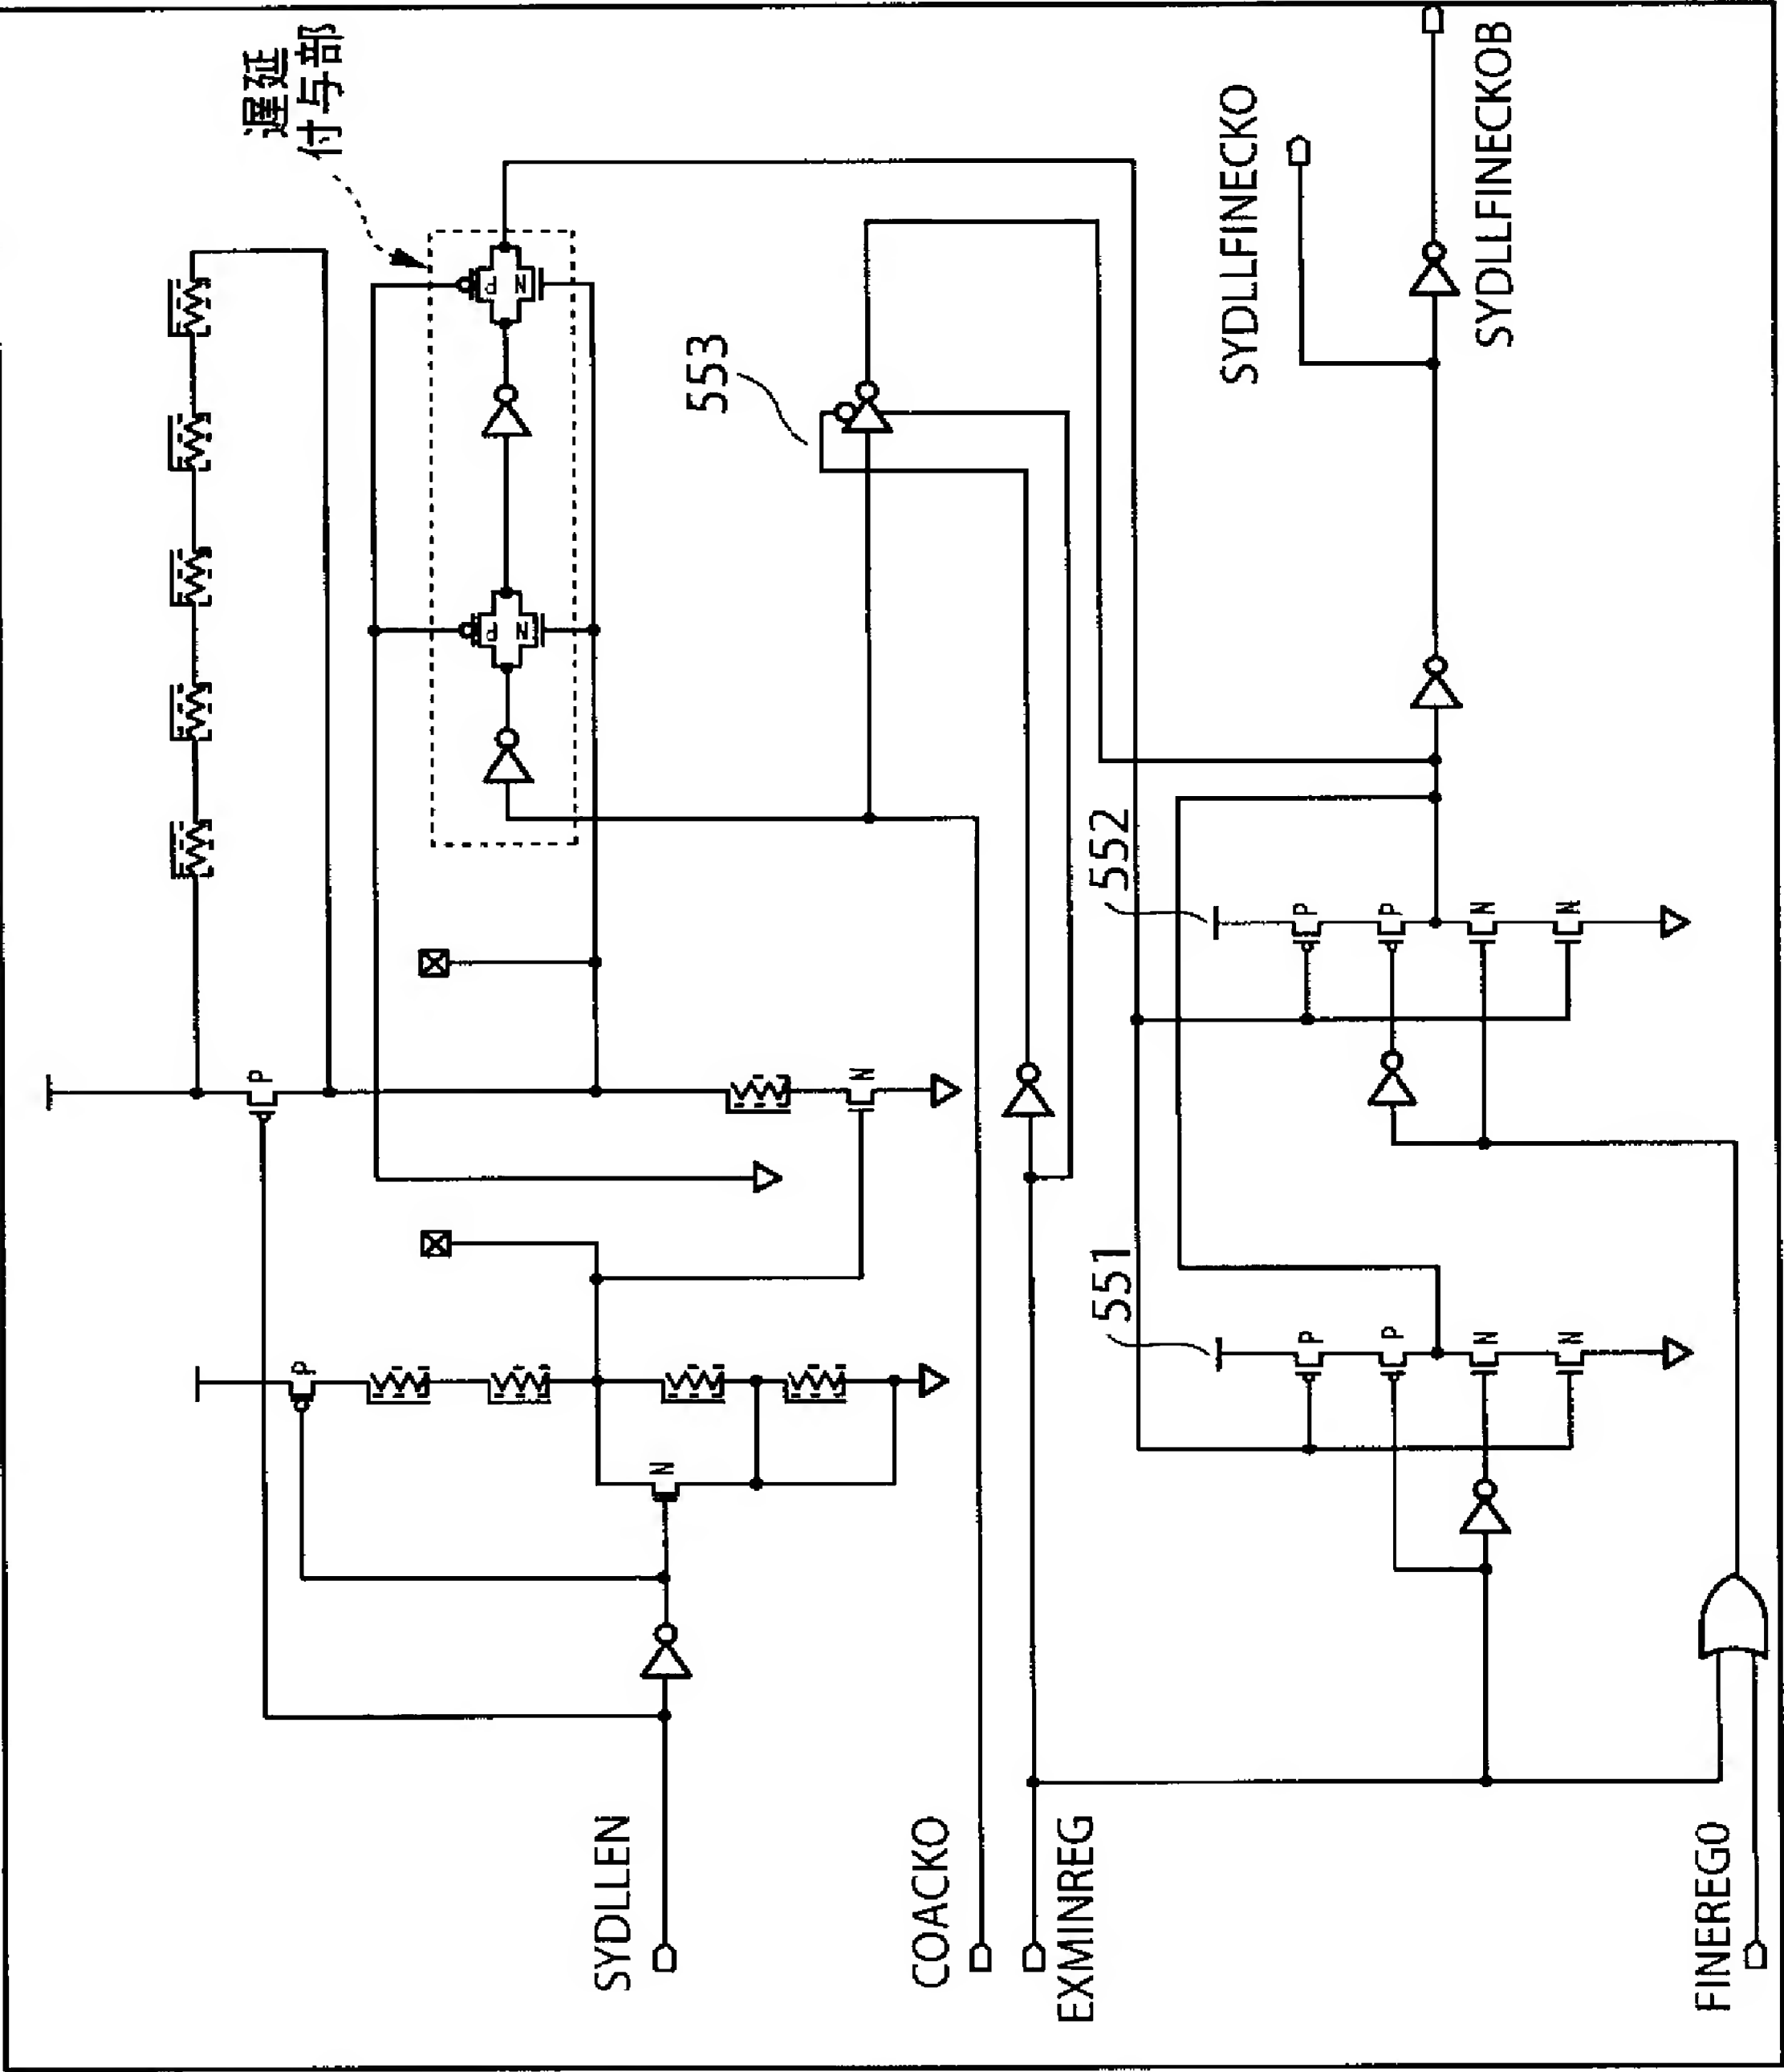 遅延
付与部
P
N
P
N
553
SYDLLFINECKO
SYDLLFINECKOB
552
P
P
N
N
P
N
551
P
P
N
N
P
N
SYDLLEN
COACKO
EXMINREG
FINEREG0